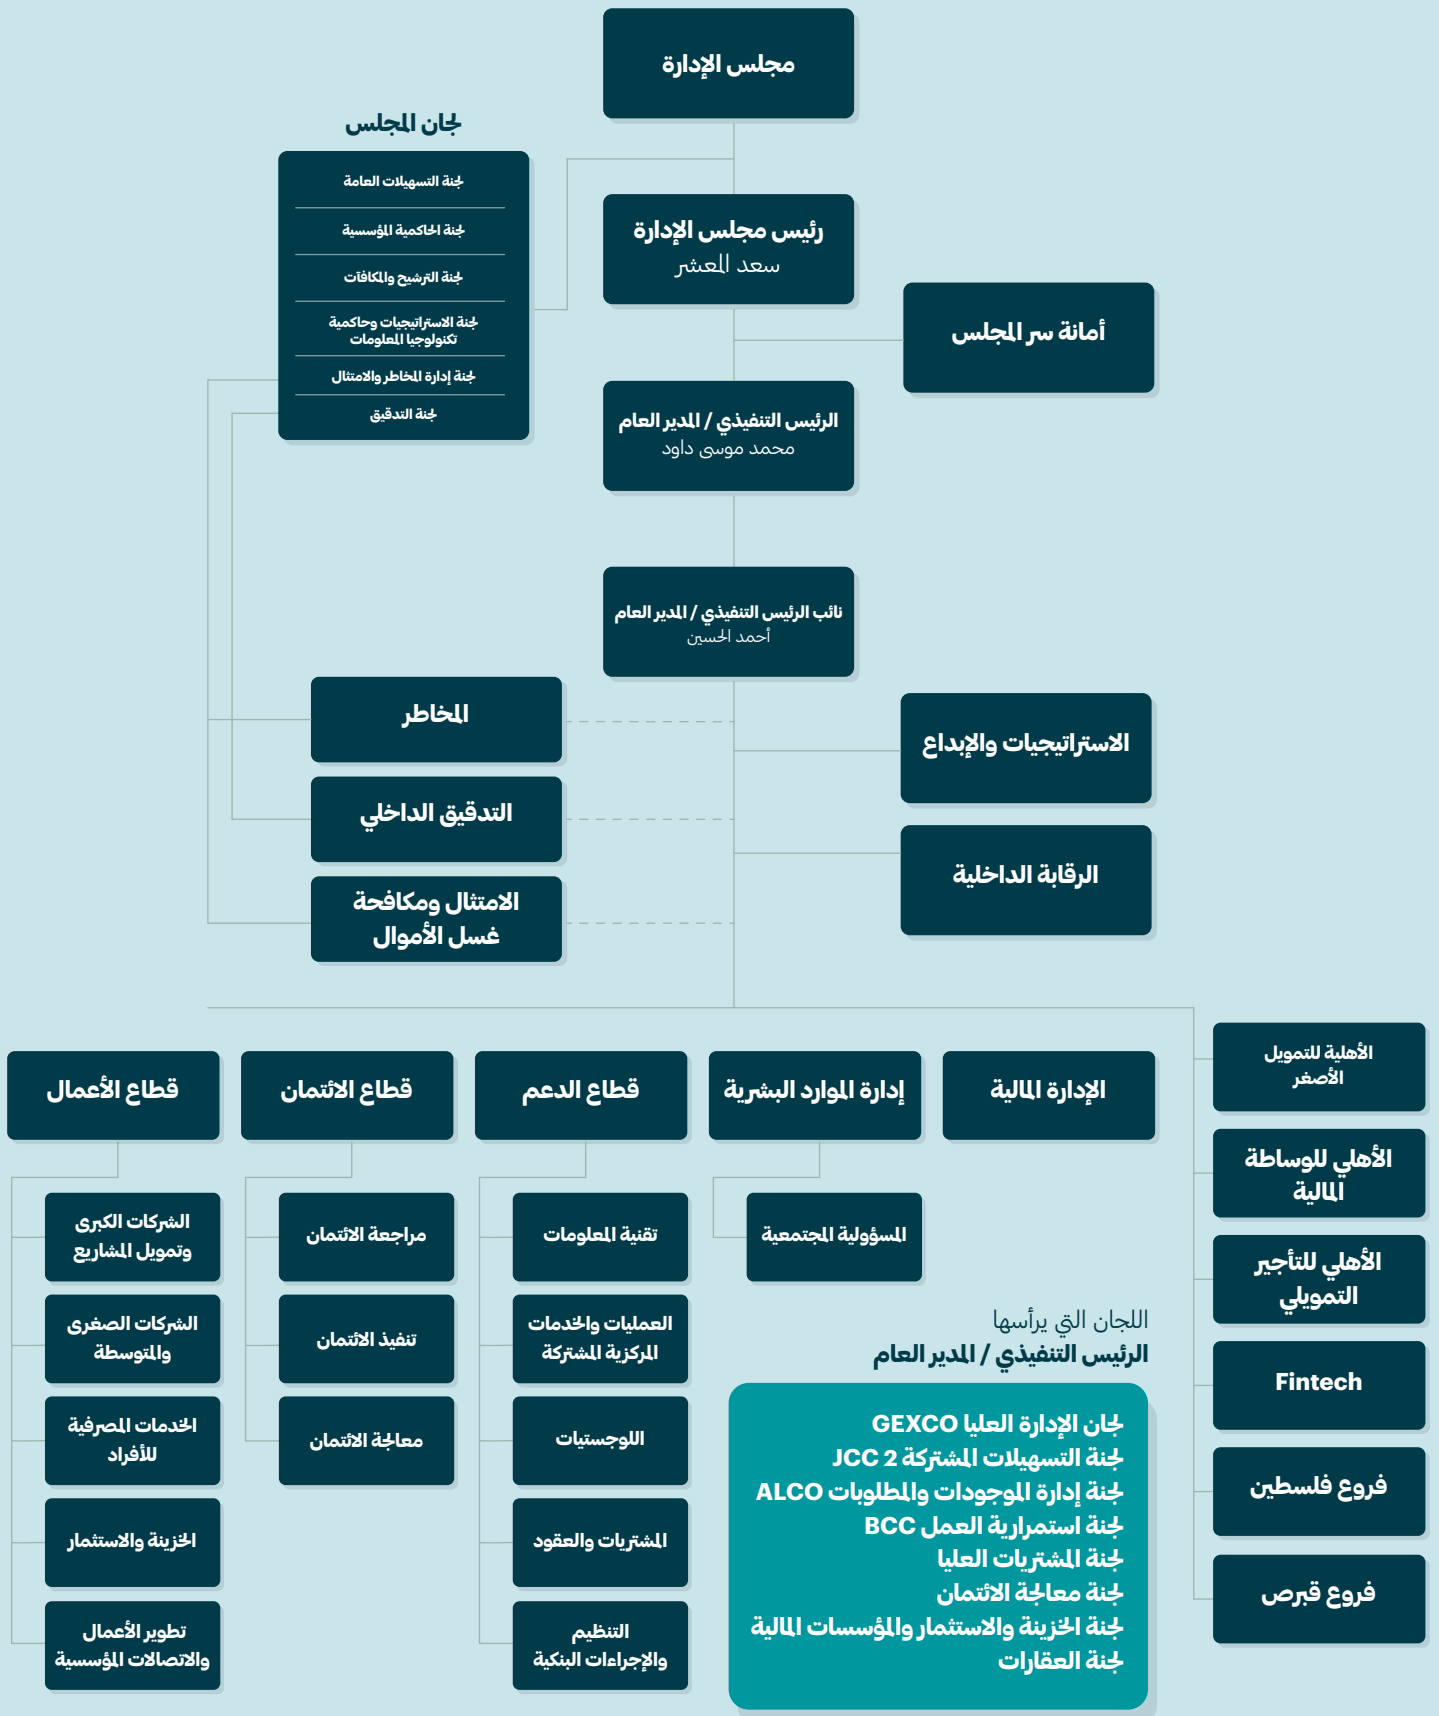 مجلس الإدارة
لجان المجلس
لجنة التسهيلات العامة
لجنة الحاكمية المؤسسية
لجنة الترشيح والمكافآت
لجنة الاستراتيجيات وحاكمية
تكنولوجيا المعلومات
لجنة إدارة المخاطر والامتثال
لجنة التدقيق
رئيس مجلس الإدارة
سعد المعشر
أمانة سر المجلس
الرئيس التنفيذي / المدير العام
محمد موسى داود
نائب الرئيس التنفيذي / المدير العام
أحمد الحسين
الاستراتيجيات والإبداع
الرقابة الداخلية
المخاطر
التدقيق الداخلي
الامتثال ومكافحة
غسل الأموال
الأهلية للتمويل
الأصغر
الأهلي للوساطة
المالية
الأهلي للتأجير
التمويلي
Fintech
فروع فلسطين
فروع قبرص
الإدارة المالية
إدارة الموارد البشرية
المسؤولية المجتمعية
قطاع الدعم
تقنية المعلومات
العمليات والخدمات
المركزية المشتركة
اللوجستيات
المشتريات والعقود
التنظيم
والإجراءات البنكية
قطاع الائتمان
مراجعة الائتمان
تنفيذ الائتمان
معالجة الائتمان
قطاع الأعمال
الشركات الكبرى
وتمويل المشاريع
الشركات الصغرى
والمتوسطة
الخدمات المصرفية
للأفراد
الخزينة والاستثمار
تطوير الأعمال
والاتصالات المؤسسية
اللجان التي يرأسها
الرئيس التنفيذي / المدير العام
لجان الإدارة العليا GEXCO
لجنة التسهيلات المشتركة JCC 2
لجنة إدارة الموجودات والمطلوبات ALCO
لجنة استمرارية العمل BCC
لجنة المشتريات العليا
لجنة معالجة الائتمان
لجنة الخزينة والاستثمار والمؤسسات المالية
لجنة العقارات